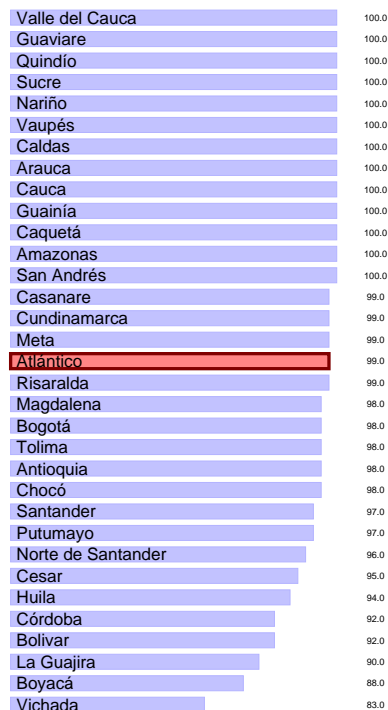 Valle del Cauca 100.0
Guaviare 100.0
Quindío 100.0
Sucre 100.0
Nariño 100.0
Vaupés 100.0
Caldas 100.0
Arauca 100.0
Cauca 100.0
Guainía 100.0
Caquetá 100.0
Amazonas 100.0
San Andrés 100.0
Casanare 99.0
Cundinamarca 99.0
Meta 99.0
Atlántico 99.0
Risaralda 99.0
Magdalena 98.0
Bogotá 98.0
Tolima 98.0
Antioquia 98.0
Chocó 98.0
Santander 97.0
Putumayo 97.0
Norte de Santander 96.0
Cesar 95.0
Huila 94.0
Córdoba 92.0
Bolivar 92.0
La Guajira 90.0
Boyacá 88.0
Vichada 83.0